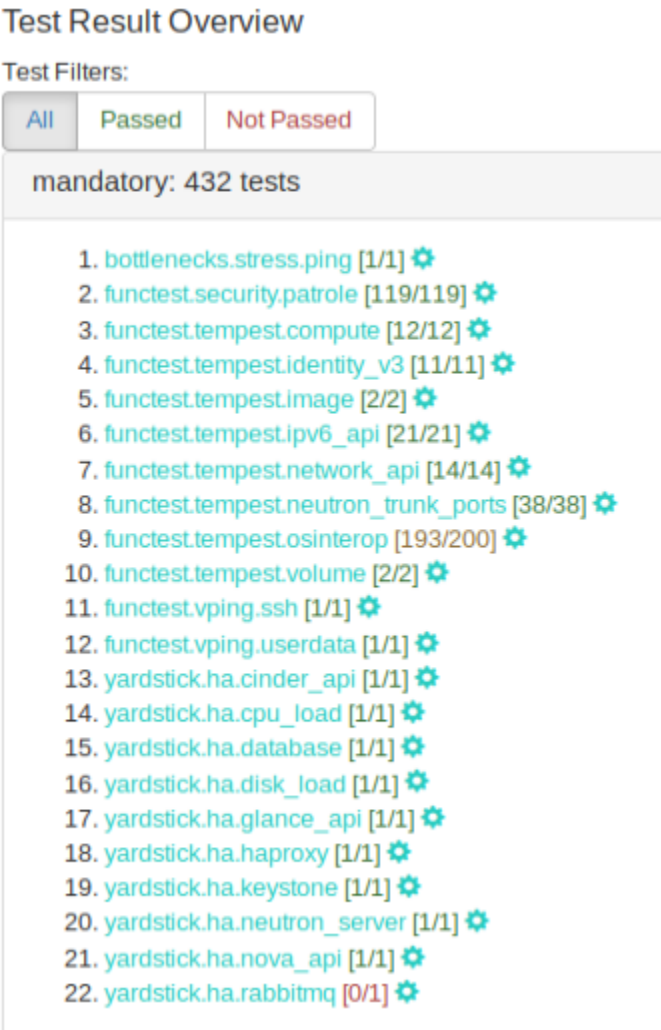 Test Result Overview
Test Filters:
All Passed Not Passed
mandatory: 432 tests
1. bottlenecks.stress.ping [1/1]
2. functest.security.patrole [119/119]
3. functest.tempest.compute [12/12]
4. functest.tempest.identity_v3 [11/11]
5. functest.tempest.image [2/2]
6. functest.tempest.ipv6_api [21/21]
7. functest.tempest.network_api [14/14]
8. functest.tempest.neutron_trunk_ports [38/38]
9. functest.tempest.osinterop [193/200]
10. functest.tempest.volume [2/2]
11. functest.vping.ssh [1/1]
12. functest.vping.userdata [1/1]
13. yardstick.ha.cinder_api [1/1]
14. yardstick.ha.cpu_load [1/1]
15. yardstick.ha.database [1/1]
16. yardstick.ha.disk_load [1/1]
17. yardstick.ha.glance_api [1/1]
18. yardstick.ha.haproxy [1/1]
19. yardstick.ha.keystone [1/1]
20. yardstick.ha.neutron_server [1/1]
21. yardstick.ha.nova_api [1/1]
22. yardstick.ha.rabbitmq [0/1]